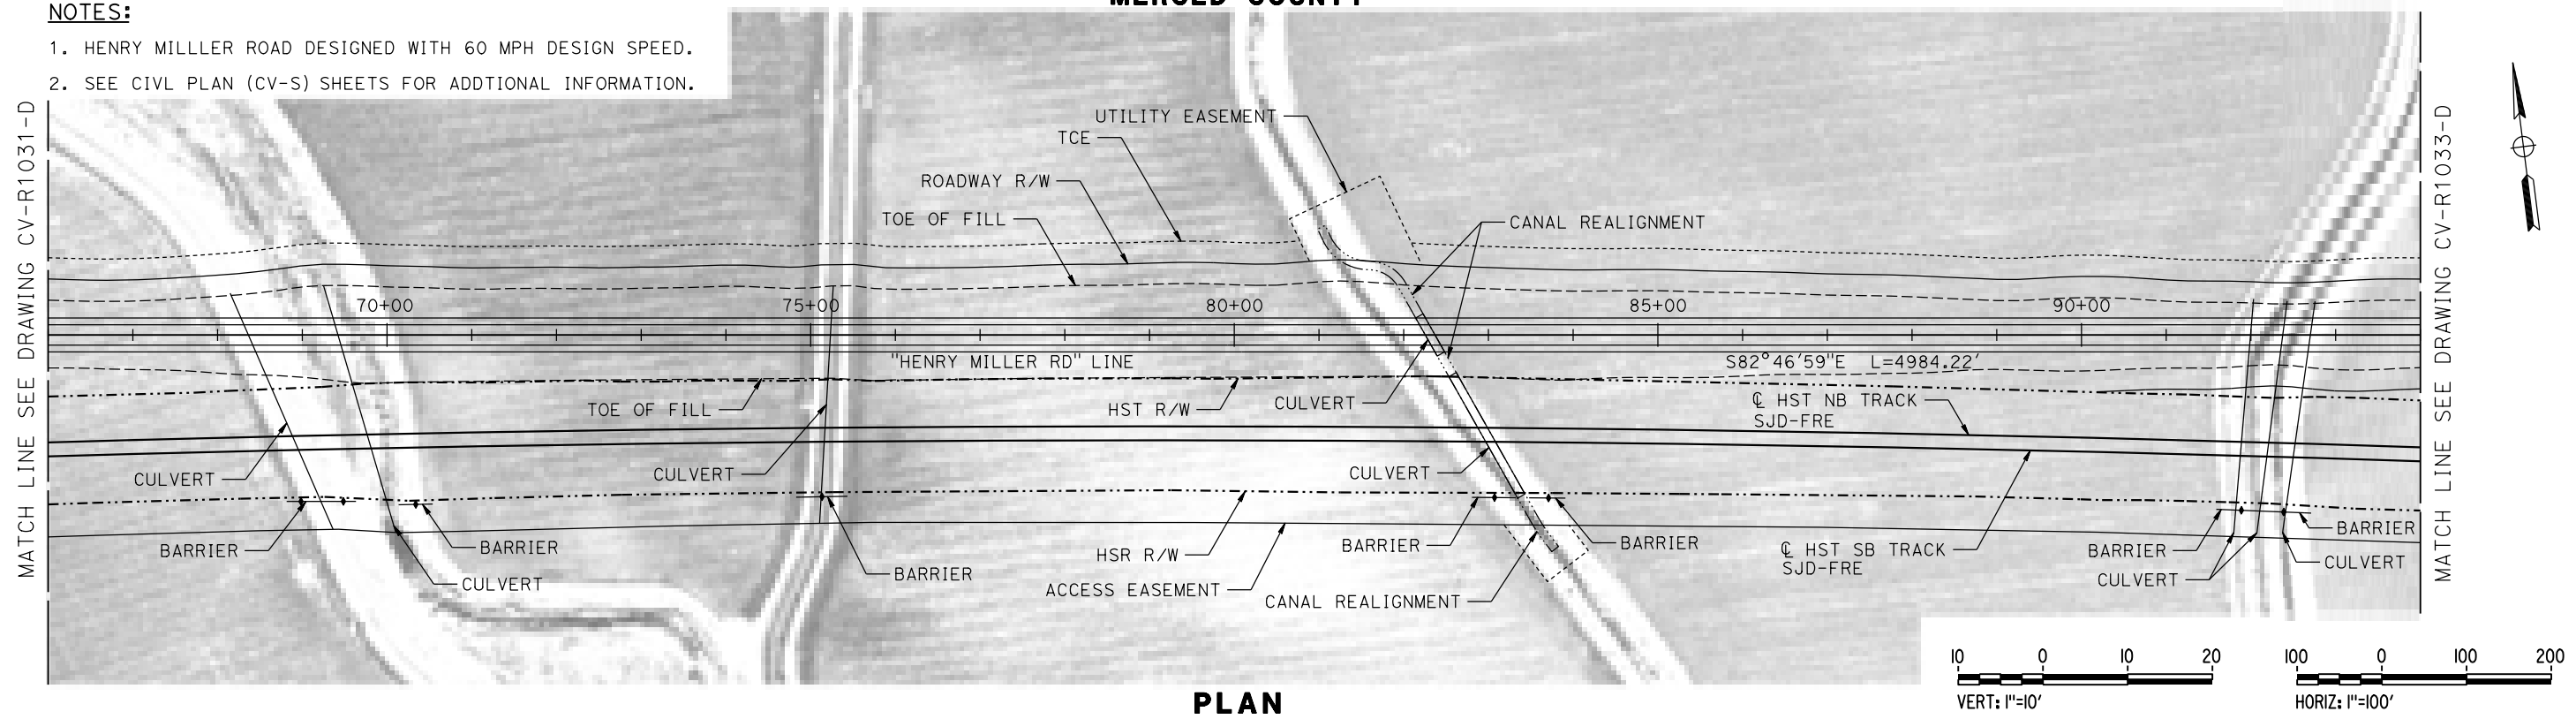 MERCED COUNTY
NOTES:
1. HENRY MILLLER ROAD DESIGNED WITH 60 MPH DESIGN SPEED.
2. SEE CIVL PLAN (CV-S) SHEETS FOR ADDTIONAL INFORMATION.
MATCH LINE SEE DRAWING CV-R1031-D
UTILITY EASEMENT
TCE
ROADWAY R/W
TOE OF FILL
CANAL REALIGNMENT
70+00
75+00
80+00
85+00
90+00
"HENRY MILLER RD" LINE
S82°46'59"E L=4984.22'
TOE OF FILL
HST R/W
CULVERT
℄ HST NB TRACK
SJD-FRE
CULVERT
CULVERT
CULVERT
BARRIER
BARRIER
CULVERT
BARRIER
HSR R/W
ACCESS EASEMENT
BARRIER
CANAL REALIGNMENT
BARRIER
℄ HST SB TRACK
SJD-FRE
BARRIER
CULVERT
BARRIER
CULVERT
MATCH LINE SEE DRAWING CV-R1033-D
PLAN
10 0 10 20
VERT: 1"=10'
100 0 100 200
HORIZ: 1"=100'